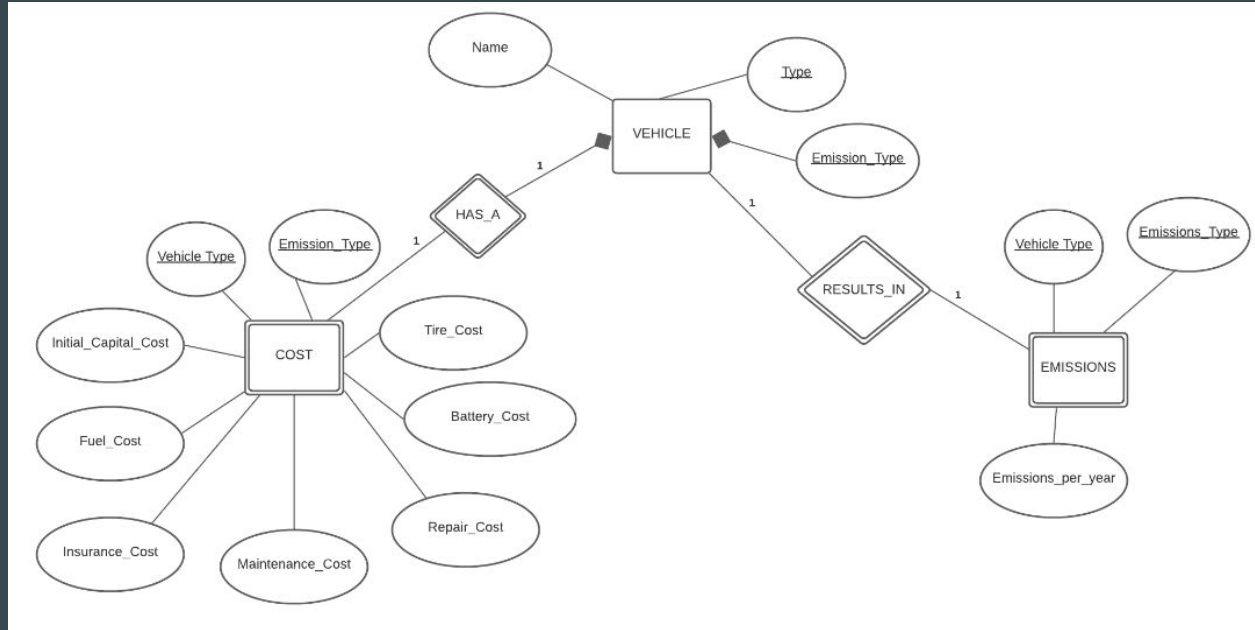 Name
Type
VEHICLE
Emission_Type
1
1
HAS_A
1
Vehicle Type
Emission_Type
Vehicle Type
Emissions_Type
RESULTS_IN
1
Initial_Capital_Cost
COST
Tire_Cost
EMISSIONS
Fuel_Cost
Battery_Cost
Emissions_per_year
Insurance_Cost
Maintenance_Cost
Repair_Cost